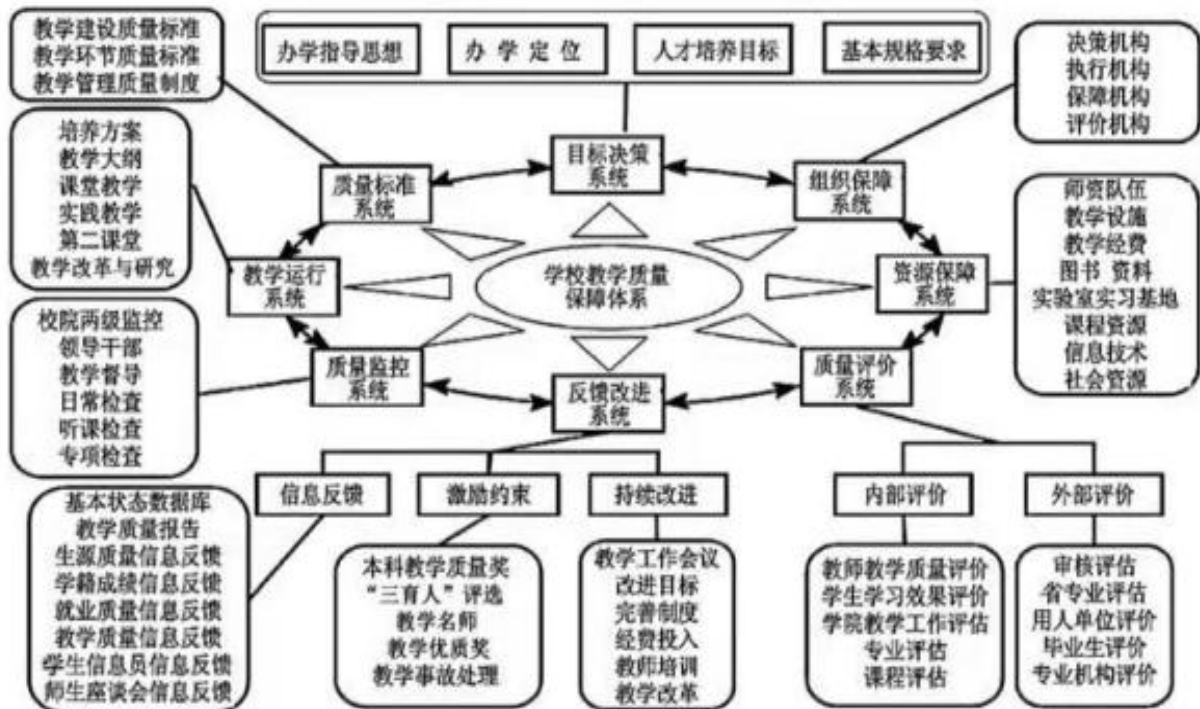 教学建设质量标准
教学环节质量标准
教学管理质量制度
办学指导思想
办学定位
人才培养目标
基本规格要求
决策机构
执行机构
保障机构
评价机构
培养方案
教学大纲
课堂教学
实践教学
第二课堂
教学改革与研究
质量标准
系统
目标决策
系统
组织保障
系统
师资队伍
教学设施
教学经费
图书 资料
实验室实习基地
课程资源
信息技术
社会资源
教学运行
系统
学校教学质量
保障体系
资源保障
系统
校院两级监控
领导干部
教学督导
日常检查
听课检查
专项检查
质量监控
系统
反馈改进
系统
质量评价
系统
信息反馈
激励约束
持续改进
内部评价
外部评价
基本状态数据库
教学质量报告
生源质量信息反馈
学籍成绩信息反馈
就业质量信息反馈
教学质量信息反馈
学生信息员信息反馈
师生座谈会信息反馈
本科教学质量奖
“三育人”评选
教学名师
教学优质奖
教学事故处理
教学工作会议
改进目标
完善制度
经费投入
教师培训
教学改革
教师教学质量评价
学生学习效果评价
学院教学工作评估
专业评估
课程评估
审核评估
省专业评估
用人单位评价
毕业生评价
专业机构评价